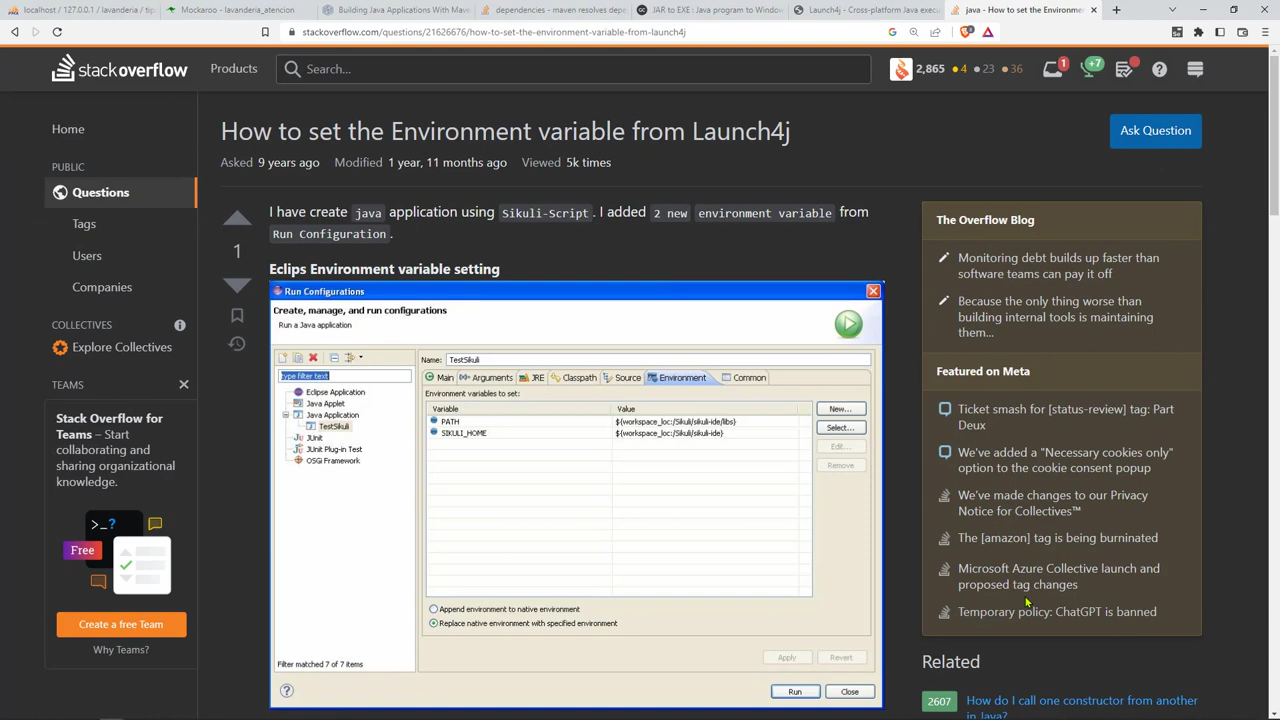 localhost / 127.0.0.1 / lavanderia / tip
Mockaroo - lavanderia_atencion
Building Java Applications With Mave
dependencies - maven resolves depe
JAR to EXE : Java program to Window
Launch4j - Cross-platform Java execu
java - How to set the Environmen
stackoverflow.com/questions/21626676/how-to-set-the-environment-variable-from-launch4j
stackoverflow
Products
Search...
2,865 4 23 36
1
+7
Home
PUBLIC
Questions
Tags
Users
Companies
COLLECTIVES
Explore Collectives
TEAMS
Stack Overflow for
Teams – Start
collaborating and
sharing organizational
knowledge.
>_?
Free
Create a free Team
Why Teams?
How to set the Environment variable from Launch4j
Ask Question
Asked 9 years ago Modified 1 year, 11 months ago Viewed 5k times
1
I have create java application using Sikuli-Script. I added 2 new environment variable from
Run Configuration.
Eclips Environment variable setting
Run Configurations
Create, manage, and run configurations
Run a Java application
type filter text
Eclipse Application
Java Applet
Java Application
TestSikuli
JUnit
JUnit Plug-in Test
OSGi Framework
Filter matched 7 of 7 items
Name: TestSikuli
Main Arguments JRE Classpath Source Environment Common
Environment variables to set:
Variable Value
PATH ${workspace_loc:/Sikuli/sikuli-ide/libs}
SIKULI_HOME ${workspace_loc:/Sikuli/sikuli-ide}
New...
Select...
Edit...
Remove
Append environment to native environment
Replace native environment with specified environment
Apply Revert
Run Close
The Overflow Blog
Monitoring debt builds up faster than
software teams can pay it off
Because the only thing worse than
building internal tools is maintaining
them...
Featured on Meta
Ticket smash for [status-review] tag: Part
Deux
We've added a "Necessary cookies only"
option to the cookie consent popup
We've made changes to our Privacy
Notice for Collectives™
The [amazon] tag is being burninated
Microsoft Azure Collective launch and
proposed tag changes
Temporary policy: ChatGPT is banned
Related
2607
How do I call one constructor from another
in Java?